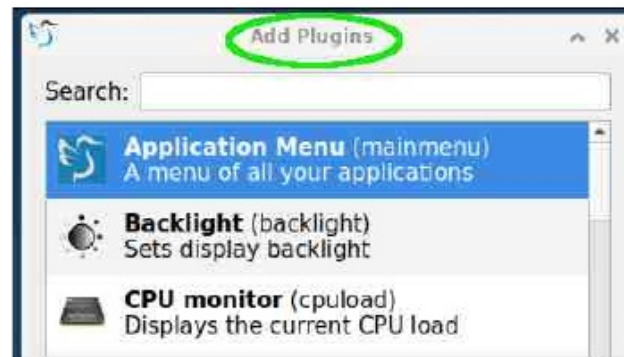 Add Plugins
Search:
Application Menu (mainmenu)
A menu of all your applications
Backlight (backlight)
Sets display backlight
CPU monitor (cpuload)
Displays the current CPU load